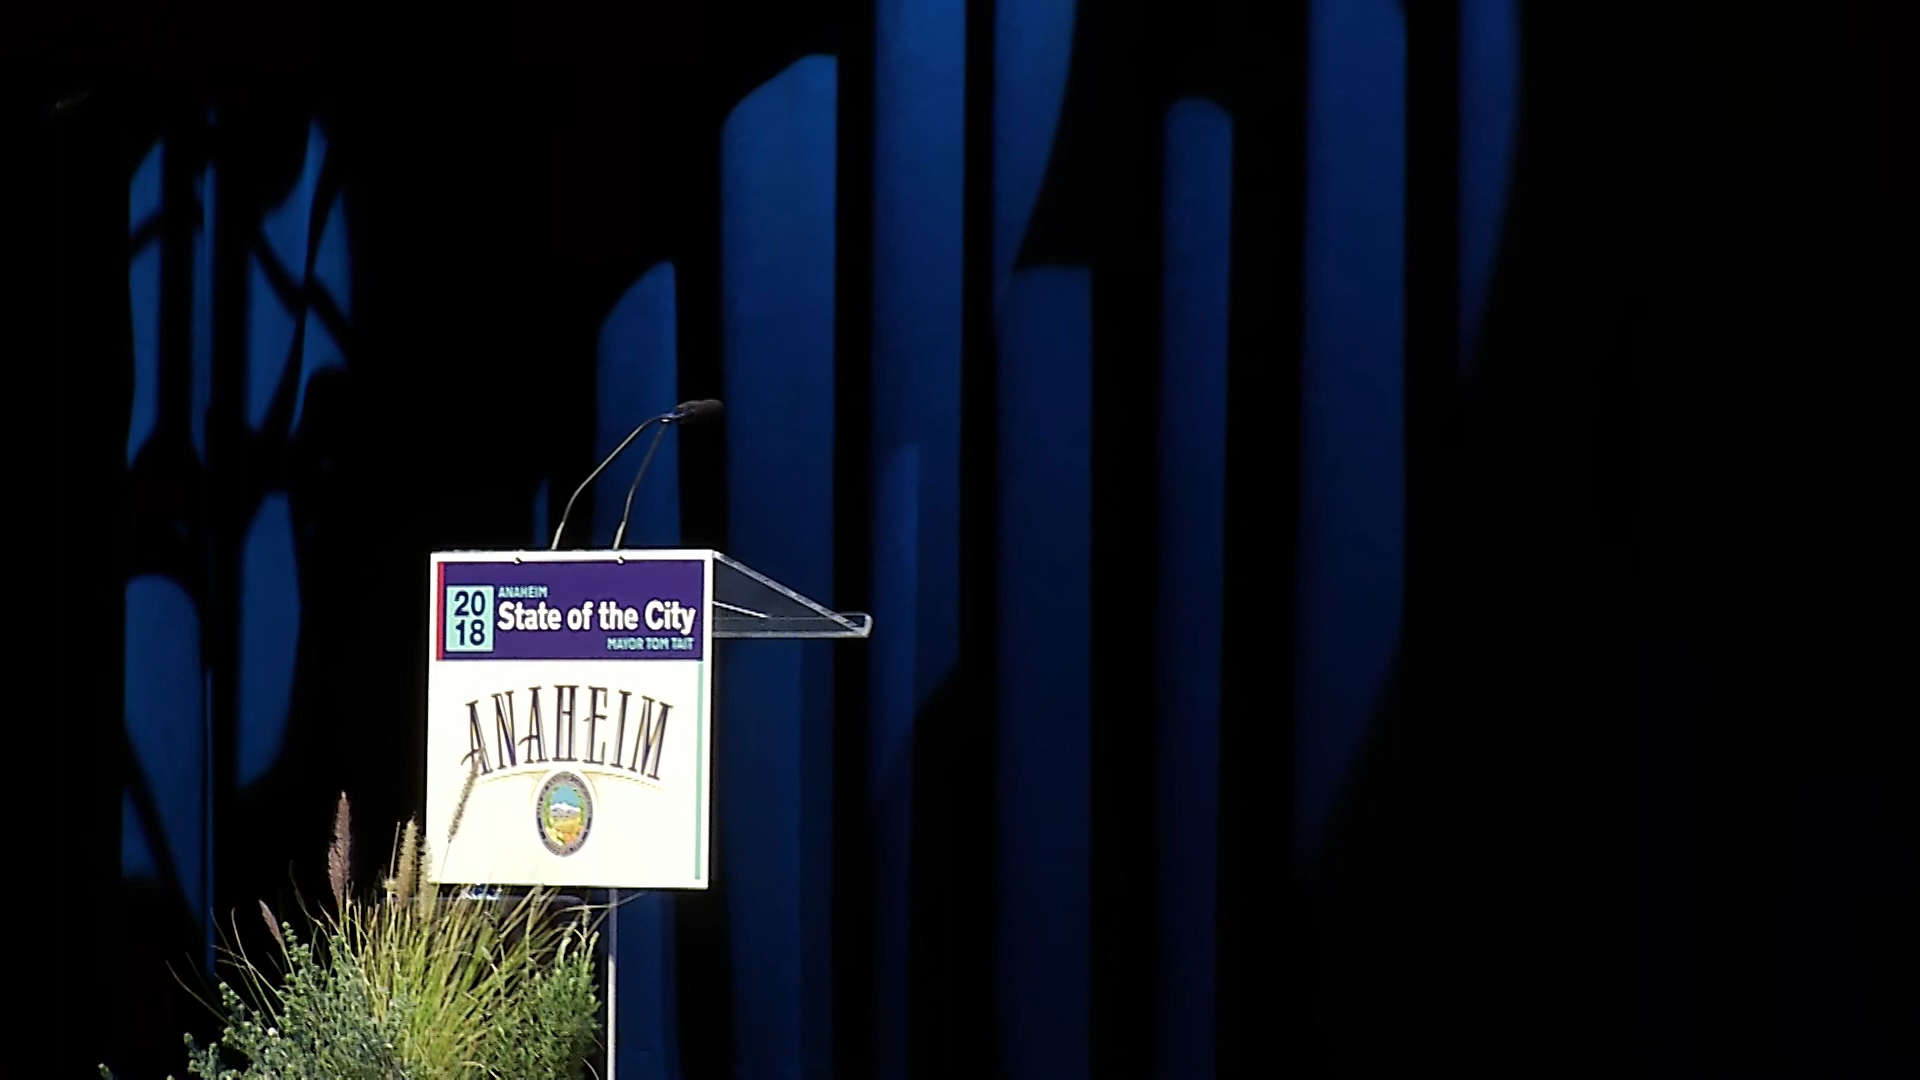 20
18
ANAHEIM
State of the City
MAYOR TOM TAIT
ANAHEIM